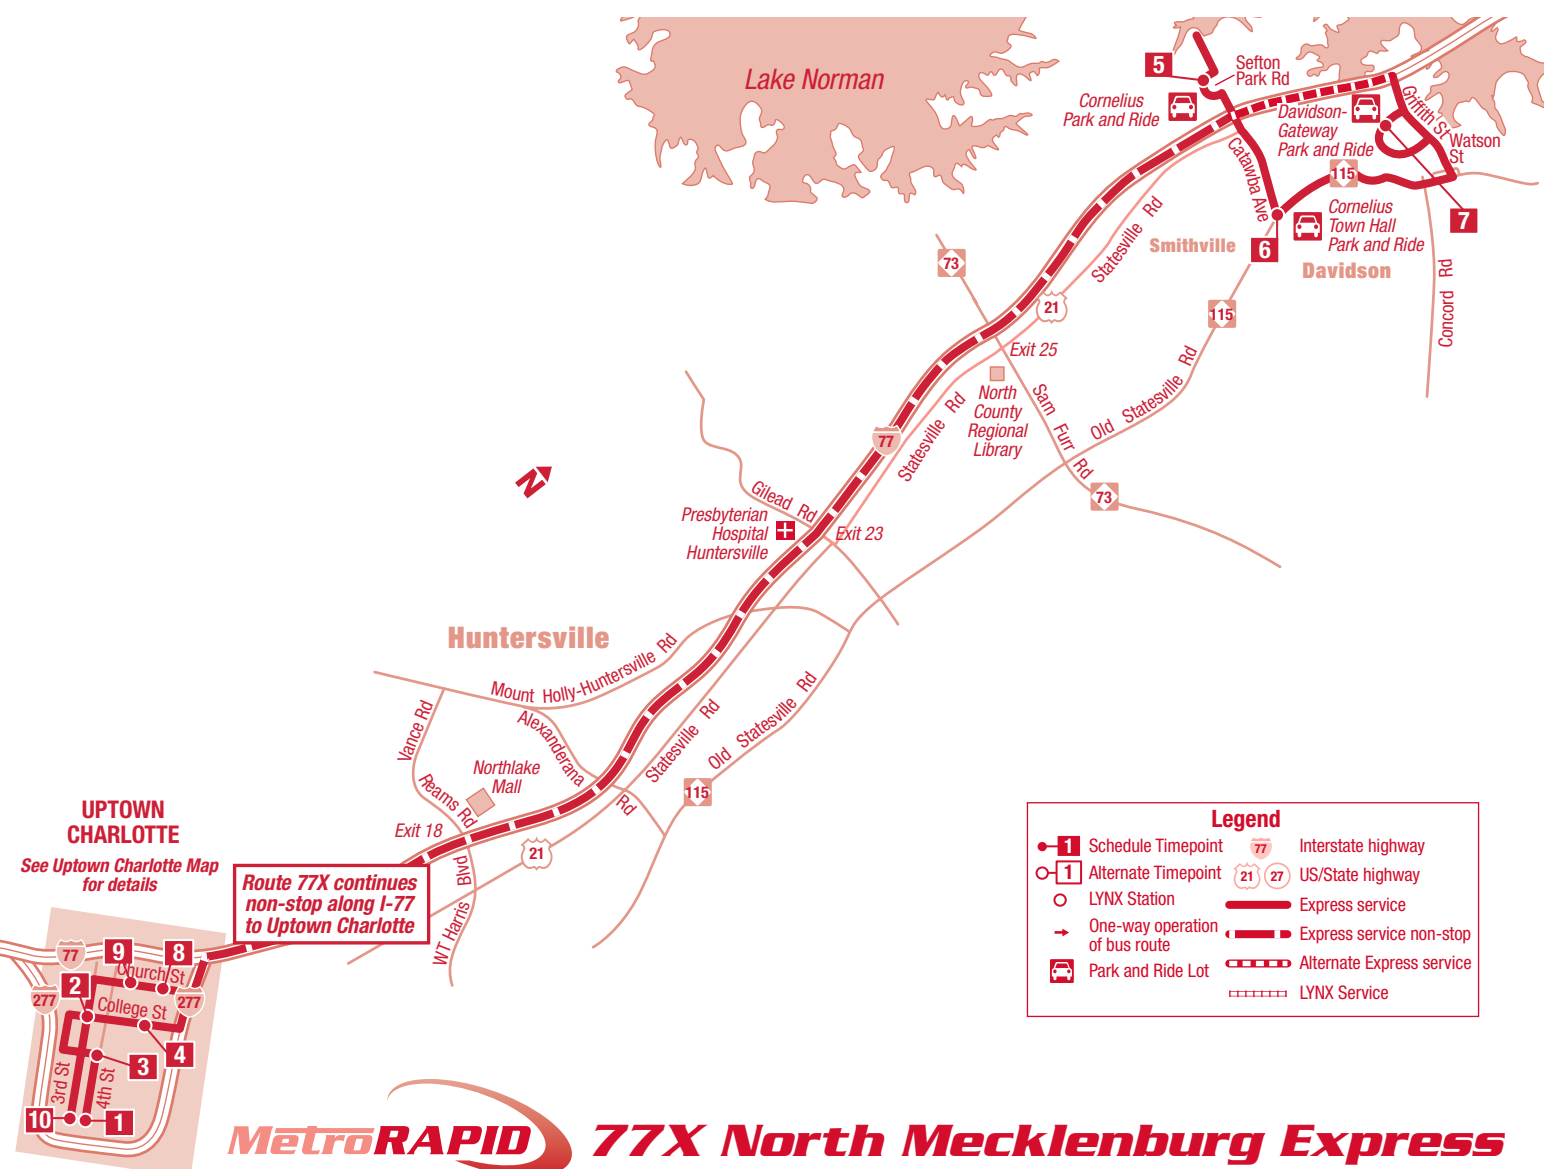 Lake Norman
5
Sefton
Park Rd
Cornelius
Park and Ride
Davidson-
Gateway
Park and Ride
Griffith St
Watson
St
Catawba Ave
115
Cornelius
Town Hall
Park and Ride
7
6
Smithville
Davidson
Statesville Rd
73
21
115
Concord Rd
Exit 25
North
County
Regional
Library
Sam Furr Rd
Old Statesville Rd
77
Statesville Rd
73
N
Gilead Rd
Presbyterian
Hospital
Huntersville
Exit 23
Huntersville
Mount Holly-Huntersville Rd
Vance Rd
Alexanderana Rd
Statesville Rd
Old Statesville Rd
Northlake
Mall
Reams Rd
115
Exit 18
21
WT Harris Blvd
UPTOWN
CHARLOTTE
See Uptown Charlotte Map
for details
Route 77X continues
non-stop along I-77
to Uptown Charlotte
77
9
8
Church St
2
277
277
College St
4
3
3rd St
4th St
10
1
Legend
1 Schedule Timepoint
77 Interstate highway
1 Alternate Timepoint
21 27 US/State highway
LYNX Station
Express service
One-way operation
of bus route
Express service non-stop
Park and Ride Lot
Alternate Express service
LYNX Service
MetroRAPID
77X North Mecklenburg Express